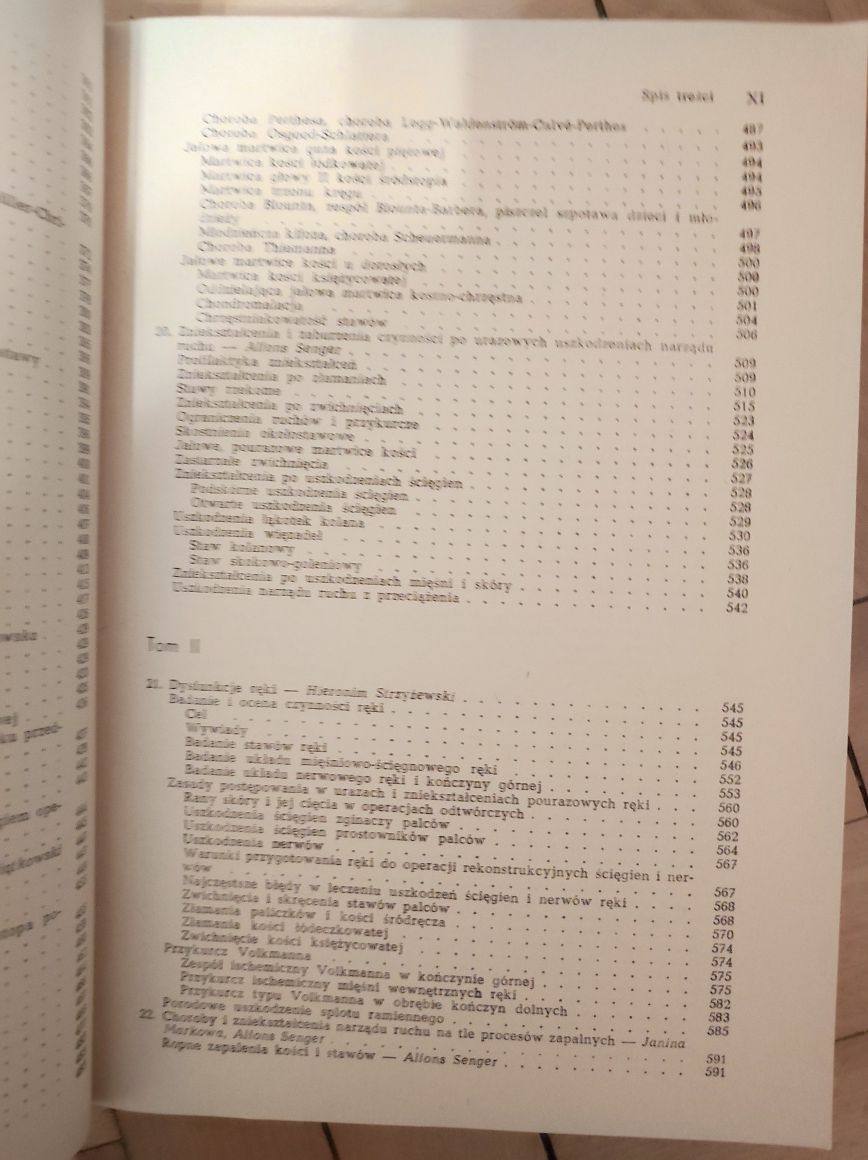 Spis treści XI
Choroba Perthesa, choroba Legg-Waldenström-Calvé-Perthes . . . . . 487
Choroba Osgood-Schlattera . . . . . 493
Jałowa martwica guza kości piętowej . . . . . 494
Martwica kości łódkowatej . . . . . 494
Martwica głowy II kości śródstopia . . . . . 495
Martwica trzonu kręgu . . . . . 496
Choroba Blounta, zespół Blounta-Barbera, piszczel szpotawa dzieci i mło-
dzieży . . . . . 497
Młodzieńcza kifoza, choroba Scheuermanna . . . . . 498
Choroba Thiemanna . . . . . 500
Jałowe martwice kości u dorosłych . . . . . 500
Martwica kości księżycowatej . . . . . 500
Oddzielająca jałowa martwica kostno-chrzęstna . . . . . 501
Chondromalacja . . . . . 504
Chrzęstniakowatość stawów . . . . . 506
20. Zniekształcenia i zaburzenia czynności po urazowych uszkodzeniach narządu
ruchu — Alfons Senger . . . . . 509
Profilaktyka zniekształceń . . . . . 509
Zniekształcenia po złamaniach . . . . . 510
Stawy rzekome . . . . . 515
Zniekształcenia po zwichnięciach . . . . . 523
Ograniczenia ruchów i przykurcze . . . . . 524
Skostnienia okołostawowe . . . . . 525
Jałowe, pourazowe martwice kości . . . . . 526
Zastarzałe zwichnięcia . . . . . 527
Zniekształcenia po uszkodzeniach ścięgien . . . . . 528
Podskórne uszkodzenia ścięgien . . . . . 528
Otwarte uszkodzenia ścięgien . . . . . 529
Uszkodzenia łąkotek kolana . . . . . 530
Uszkodzenia więzadeł . . . . . 536
Staw kolanowy . . . . . 536
Staw skokowo-goleniowy . . . . . 538
Zniekształcenia po uszkodzeniach mięśni i skóry . . . . . 540
Uszkodzenia narządu ruchu z przeciążenia . . . . . 542
Tom II
21. Dysfunkcje ręki — Hieronim Strzyżewski . . . . . 545
Badanie i ocena czynności ręki . . . . . 545
Cel . . . . . 545
Wywiady . . . . . 545
Badanie stawów ręki . . . . . 546
Badanie układu mięśniowo-ścięgnowego ręki . . . . . 552
Badanie układu nerwowego ręki i kończyny górnej . . . . . 553
Zasady postępowania w urazach i zniekształceniach pourazowych ręki . . . 560
Rany skóry i jej cięcia w operacjach odtwórczych . . . . . 560
Uszkodzenia ścięgien zginaczy palców . . . . . 562
Uszkodzenia ścięgien prostowników palców . . . . . 564
Uszkodzenia nerwów . . . . . 567
Warunki przygotowania ręki do operacji rekonstrukcyjnych ścięgien i ner-
wów . . . . . 567
Najczęstsze błędy w leczeniu uszkodzeń ścięgien i nerwów ręki . . . . 568
Zwichnięcia i skręcenia stawów palców . . . . . 568
Złamania paliczków i kości śródręcza . . . . . 570
Złamania kości łódeczkowatej . . . . . 574
Zwichnięcie kości księżycowatej . . . . . 574
Przykurcz Volkmanna . . . . . 575
Zespół ischemiczny Volkmanna w kończynie górnej . . . . . 575
Przykurcz ischemiczny mięśni wewnętrznych ręki . . . . . 582
Przykurcz typu Volkmanna w obrębie kończyn dolnych . . . . . 583
Porodowe uszkodzenie splotu ramiennego . . . . . 585
22. Choroby i zniekształcenia narządu ruchu na tle procesów zapalnych — Janina
Markowa, Alfons Senger . . . . . 591
Ropne zapalenia kości i stawów — Alfons Senger . . . . . 591